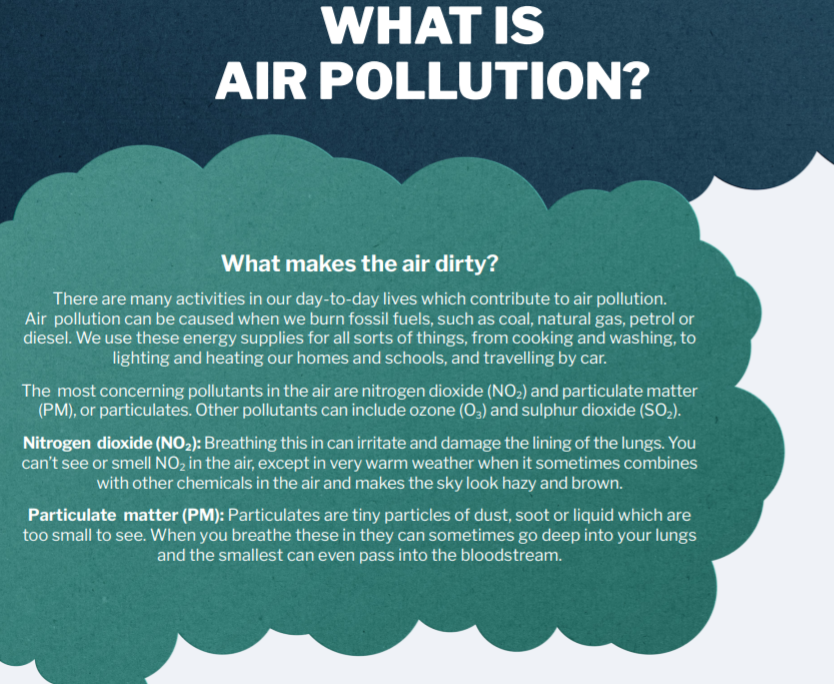 WHAT IS
AIR POLLUTION?
What makes the air dirty?
There are many activities in our day-to-day lives which contribute to air pollution.
Air pollution can be caused when we burn fossil fuels, such as coal, natural gas, petrol or
diesel. We use these energy supplies for all sorts of things, from cooking and washing, to
lighting and heating our homes and schools, and travelling by car.
The most concerning pollutants in the air are nitrogen dioxide (NO₂) and particulate matter
(PM), or particulates. Other pollutants can include ozone (O₃) and sulphur dioxide (SO₂).
Nitrogen dioxide (NO₂): Breathing this in can irritate and damage the lining of the lungs. You
can't see or smell NO₂ in the air, except in very warm weather when it sometimes combines
with other chemicals in the air and makes the sky look hazy and brown.
Particulate matter (PM): Particulates are tiny particles of dust, soot or liquid which are
too small to see. When you breathe these in they can sometimes go deep into your lungs
and the smallest can even pass into the bloodstream.